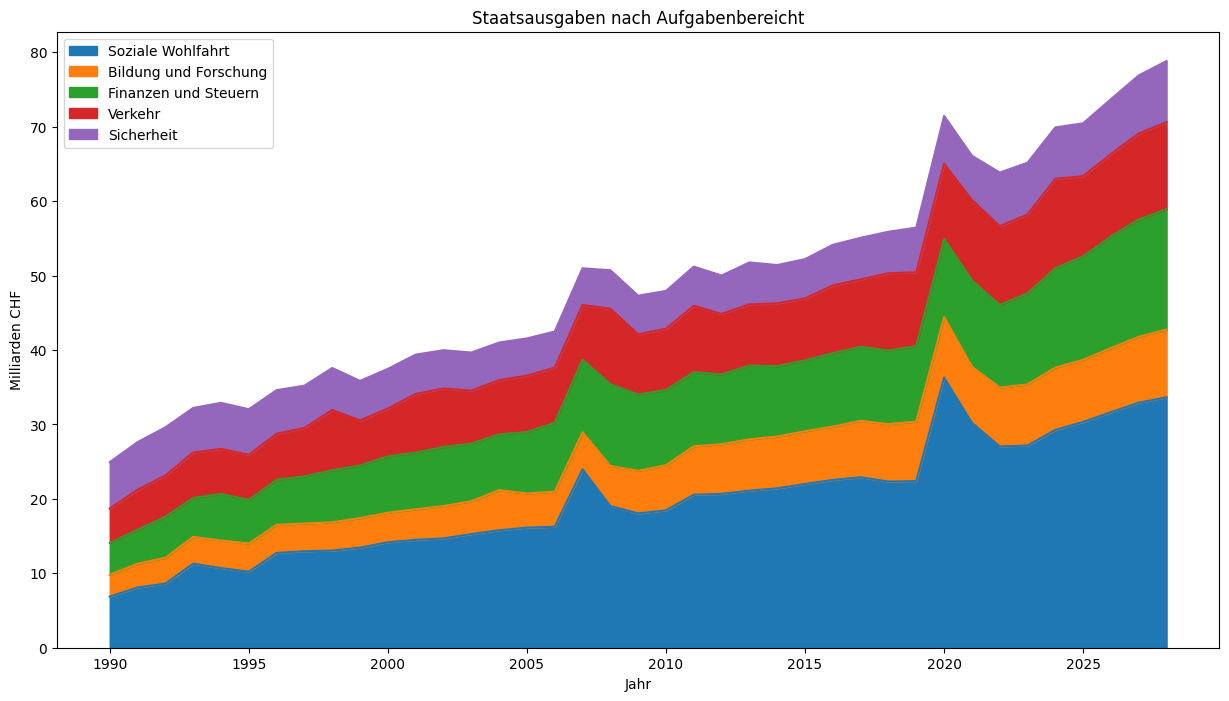 Staatsausgaben nach Aufgabenbereicht
Soziale Wohlfahrt
Bildung und Forschung
Finanzen und Steuern
Verkehr
Sicherheit
80
70
60
50
40
30
20
10
0
Milliarden CHF
1990 1995 2000 2005 2010 2015 2020 2025
Jahr